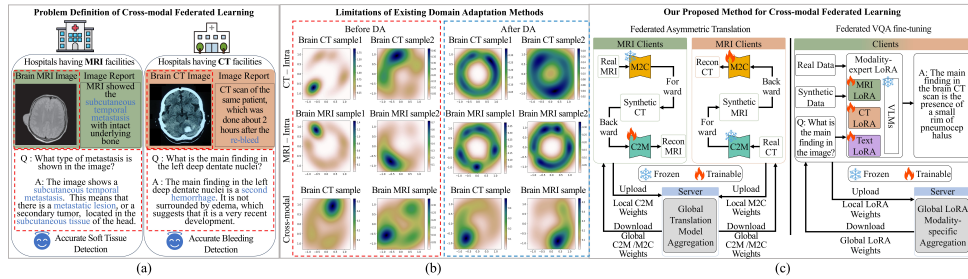 Problem Definition of Cross-modal Federated Learning
Hospitals having MRI facilities
Hospitals having CT facilities
Brain MRI Image
Image Report
MRI showed the
subcutaneous
temporal
metastasis
with intact
underlying
bone
Brain CT Image
Image Report
CT scan of the
same patient,
which was
done about 2
hours after the
re-bleed
Q : What type of metastasis is
shown in the image?
A: The image shows a
subcutaneous temporal
metastasis. This means that
there is a metastatic lesion, or a
secondary tumor, located in the
subcutaneous tissue of the head.
Q : What is the main finding in
the left deep dentate nuclei?
A : The main finding in the left
deep dentate nuclei is a second
hemorrhage. It is not
surrounded by edema, which
suggests that it is a very recent
development.
Accurate Soft Tissue
Detection
Accurate Bleeding
Detection
(a)
Limitations of Existing Domain Adaptation Methods
Before DA
After DA
Brain CT sample1
Brain CT sample2
Brain CT sample1
Brain CT sample2
CT – Intra
Brain MRI sample1
Brain MRI sample2
Brain MRI sample1
Brain MRI sample2
MRI – Intra
Brain CT sample
Brain MRI sample
Brain CT sample
Brain MRI sample
Cross-modal
(b)
Our Proposed Method for Cross-modal Federated Learning
Federated Asymmetric Translation
MRI Clients
MRI Clients
Real
MRI
M2C
For
ward
Synthetic
CT
Back
ward
C2M
Recon
MRI
Recon
CT
M2C
Back
ward
Synthetic
MRI
For
ward
C2M
Real
CT
Frozen
Trainable
Upload
Local C2M
Weights
Download
Global
C2M /M2C
Weights
Server
Global
Translation
Model
Aggregation
Upload
Local M2C
Weights
Download
Global
C2M /M2C
Weights
Federated VQA fine-tuning
Clients
Real Data
Synthetic
Data
Q: What is
the main
finding in
the image?
Modality-
expert LoRA
MRI
LoRA
CT
LoRA
Text
LoRA
VLMs
A: The main
finding in
the brain CT
scan is the
presence of
a small
rim of
pneumocep
halus
Frozen
Trainable
Upload
Local LoRA
Weights
Download
Global LoRA Weights
Server
Global LoRA
Modality-
specific
Aggregation
(c)